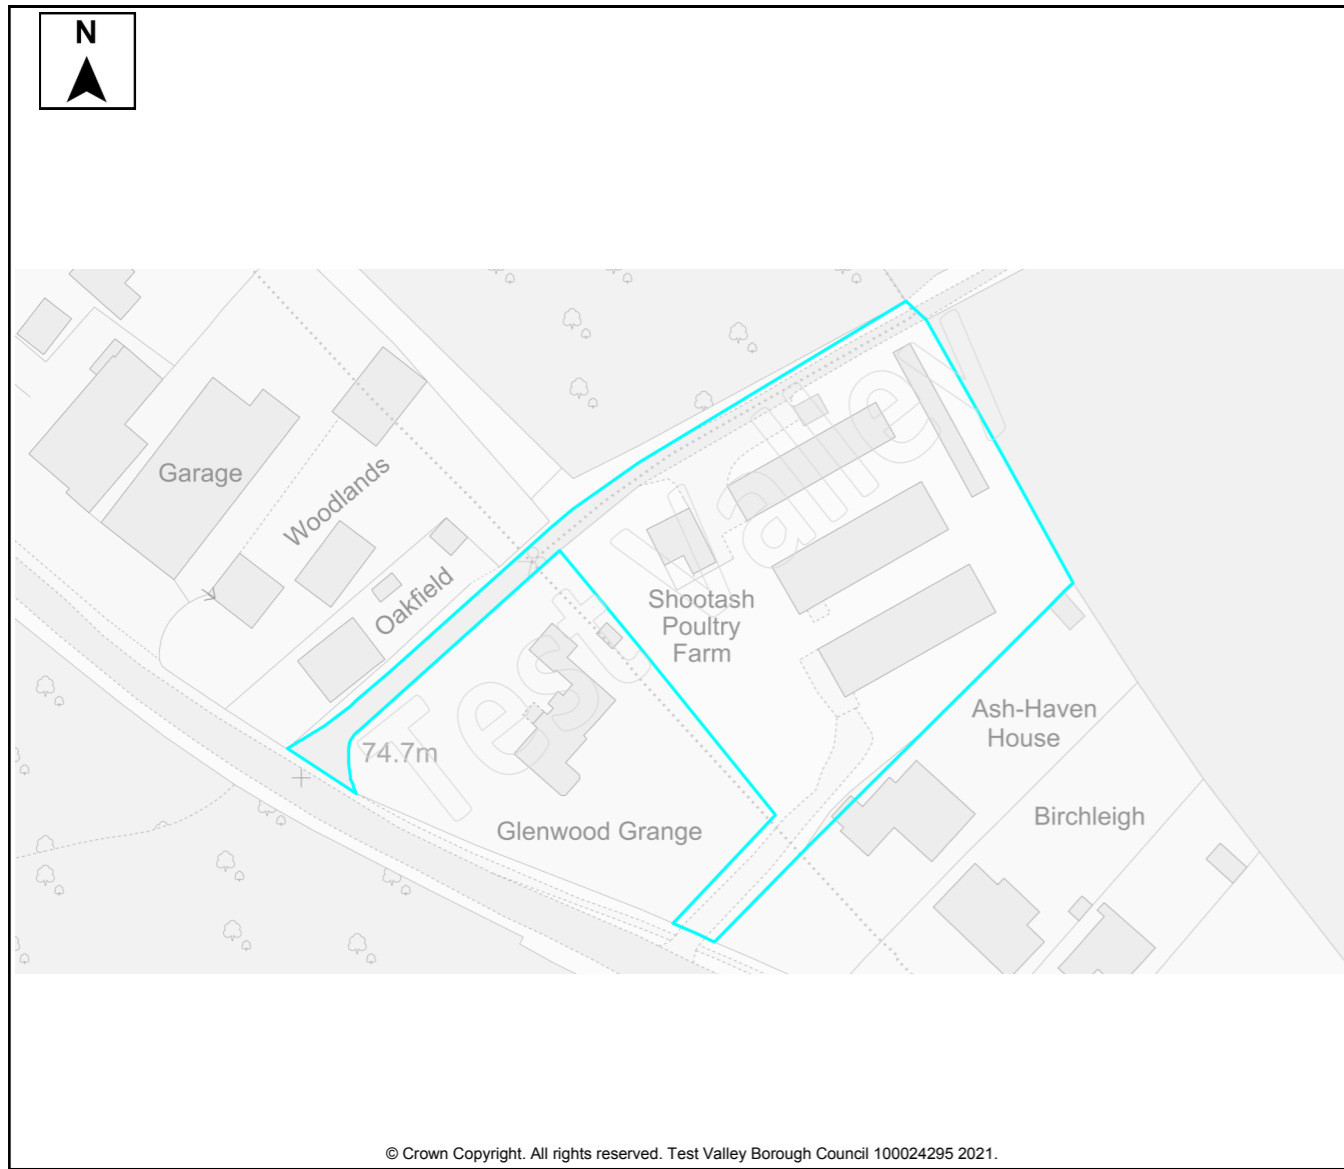 N
Garage
Woodlands
Oakfield
Shootash
Poultry
Farm
74.7m
Glenwood Grange
Ash-Haven
House
Birchleigh
Test Valley
© Crown Copyright. All rights reserved. Test Valley Borough Council 100024295 2021.